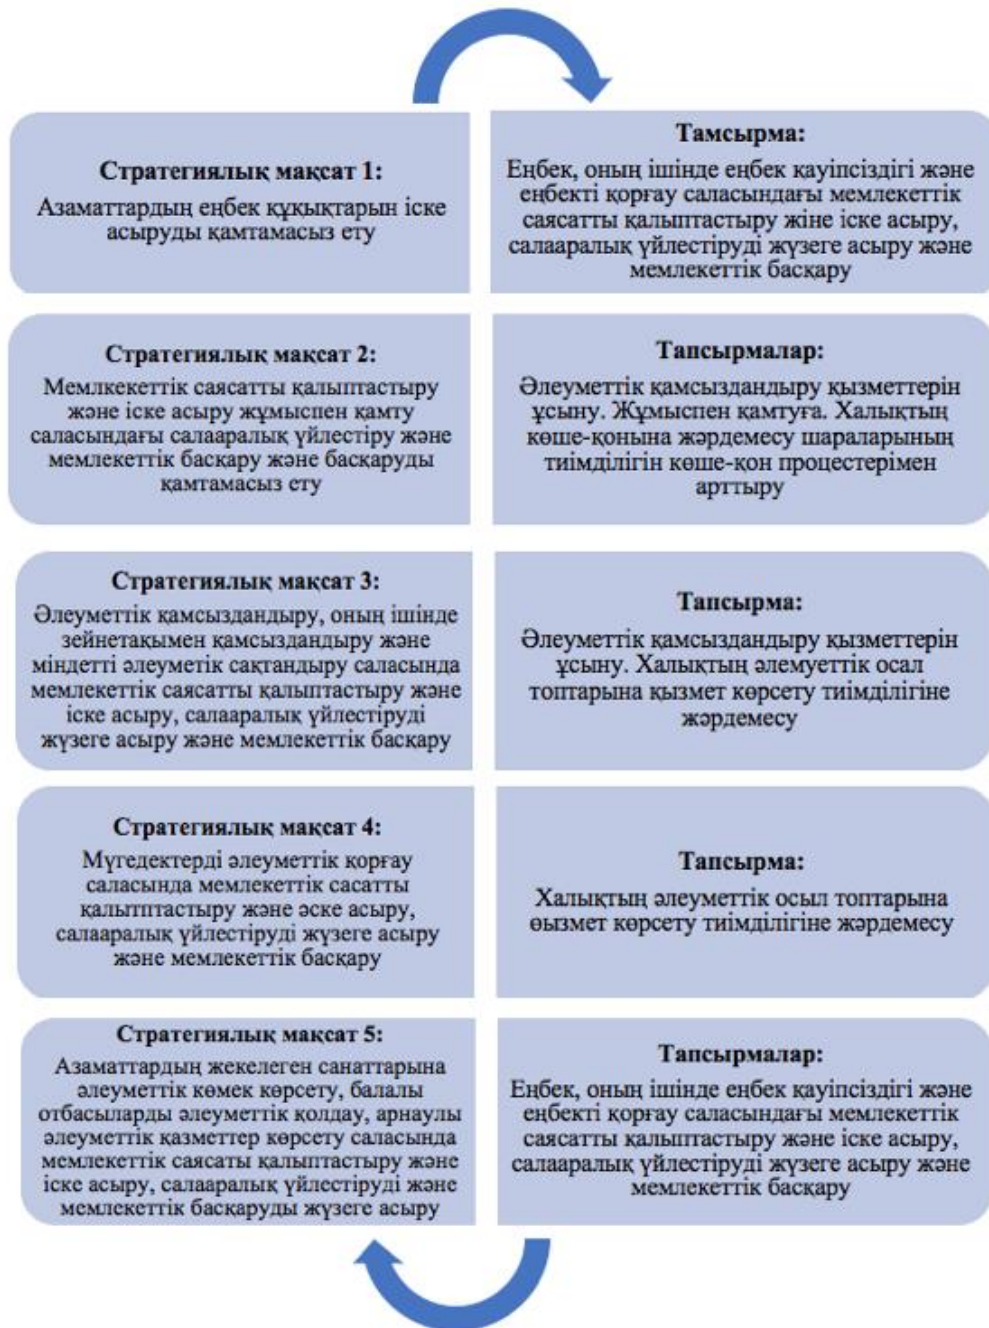 Стратегиялық мақсат 1:
Азаматтардың еңбек құқықтарын іске
асыруды қамтамасыз ету
Тамсырма:
Еңбек, оның ішінде еңбек қауіпсіздігі және
еңбекті қорғау саласындағы мемлекеттік
саясатты қалыптастыру жіне іске асыру,
салааралық үйлестіруді жүзеге асыру және
мемлекеттік басқару
Стратегиялық мақсат 2:
Мемлкекеттік саясатты қалыптастыру
және іске асыру жұмыспен қамту
саласындағы салааралық үйлестіру және
мемлекеттік басқару және басқаруды
қамтамасыз ету
Тапсырмалар:
Әлеуметтік қамсыздандыру қызметтерін
ұсыну. Жұмыспен қамтуға. Халықтың
көше-қонына жәрдемесу шараларының
тиімділігін көше-қон процестерімен
арттыру
Стратегиялық мақсат 3:
Әлеуметтік қамсыздандыру, оның ішінде
зейнетақымен қамсыздандыру және
міндетті әлеуметік сақтандыру саласында
мемлекеттік саясатты қалыптастыру және
іске асыру, салааралық үйлестіруді
жүзеге асыру және мемлекеттік басқару
Тапсырма:
Әлеуметтік қамсыздандыру қызметтерін
ұсыну. Халықтың әлемуеттік осал
топтарына қызмет көрсету тиімділігіне
жәрдемесу
Стратегиялық мақсат 4:
Мүгедектерді әлеуметтік қорғау
саласында мемлекеттік сасатты
қалытптастыру және әске асыру,
салааралық үйлестіруді жүзеге асыру
және мемлекеттік басқару
Тапсырма:
Халықтың әлеуметтік осыл топтарына
өызмет көрсету тиімділігіне жәрдемесу
Стратегиялық мақсат 5:
Азаматтардың жекелеген санаттарына
әлеуметтік көмек көрсету, балалы
отбасыларды әлеуметтік қолдау, арнаулы
әлеуметтік қазметтер көрсету саласында
мемлекеттік саясаты қалыптастыру және
іске асыру, салааралық үйлестіруді және
мемлекеттік басқаруды жүзеге асыру
Тапсырмалар:
Еңбек, оның ішінде еңбек қауіпсіздігі және
еңбекті қорғау саласындағы мемлекеттік
саясатты қалыптастыру және іске асыру,
салааралық үйлестіруді жүзеге асыру және
мемлекеттік басқару